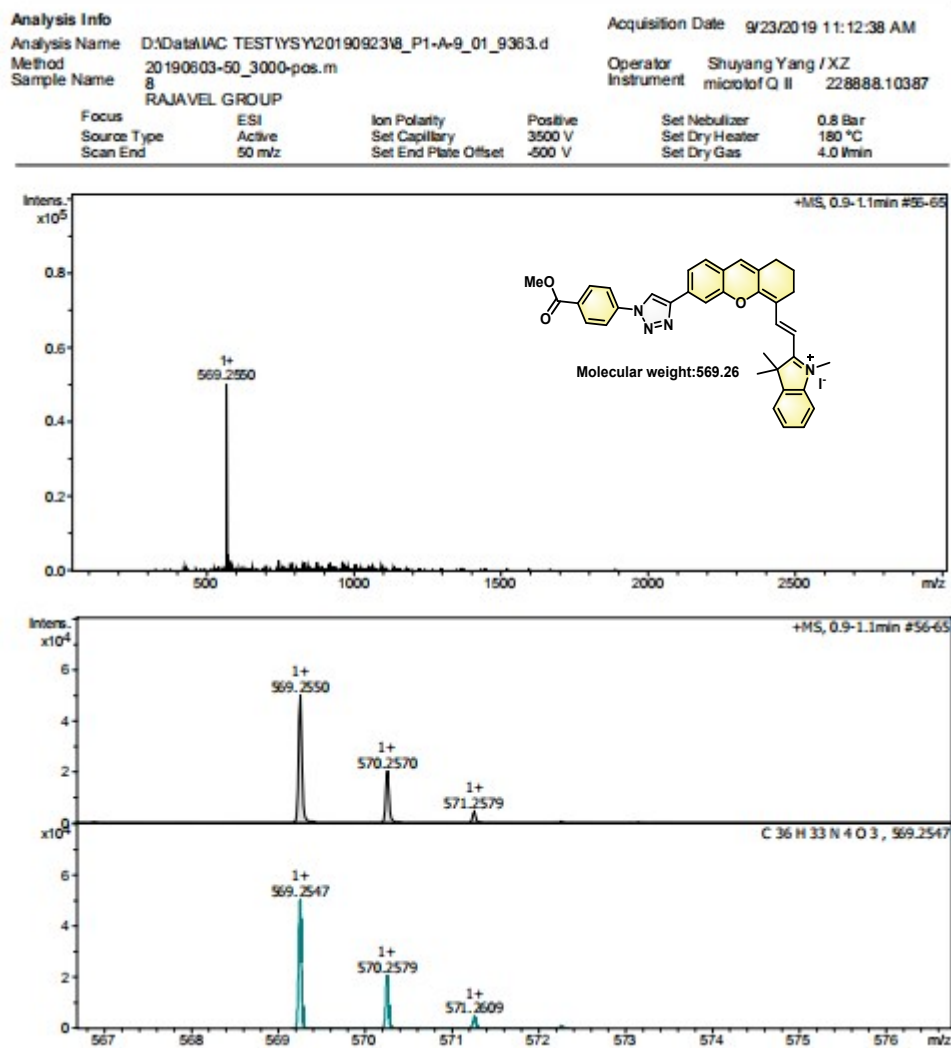 Analysis Info
Acquisition Date 9/23/2019 11:12:38 AM
Analysis Name D:\Data\IAC TEST\YSY\20190923\8_P1-A-9_01_9363.d
Method 20190603-50_3000-pos.m
Operator Shuyang Yang / XZ
Sample Name 8
Instrument microtof Q II 228888.10387
RAJAVEL GROUP
Focus ESI Ion Polarity Positive Set Nebulizer 0.8 Bar
Source Type Active Set Capillary 3500 V Set Dry Heater 180 °C
Scan End 50 m/z Set End Plate Offset -500 V Set Dry Gas 4.0 l/min
Intens.
x10⁵
+MS, 0.9-1.1min #56-65
0.8
0.6
0.4
0.2
0.0
1+
569.2550
MeO
O
N
N
N
O
N
+
I⁻
Molecular weight:569.26
500 1000 1500 2000 2500 m/z
Intens.
x10⁴
+MS, 0.9-1.1min #56-65
6
4
2
0
1+
569.2550
1+
570.2570
1+
571.2579
x10⁴
C 36 H 33 N 4 O 3 , 569.2547
6
4
2
0
1+
569.2547
1+
570.2579
1+
571.2609
567 568 569 570 571 572 573 574 575 576 m/z